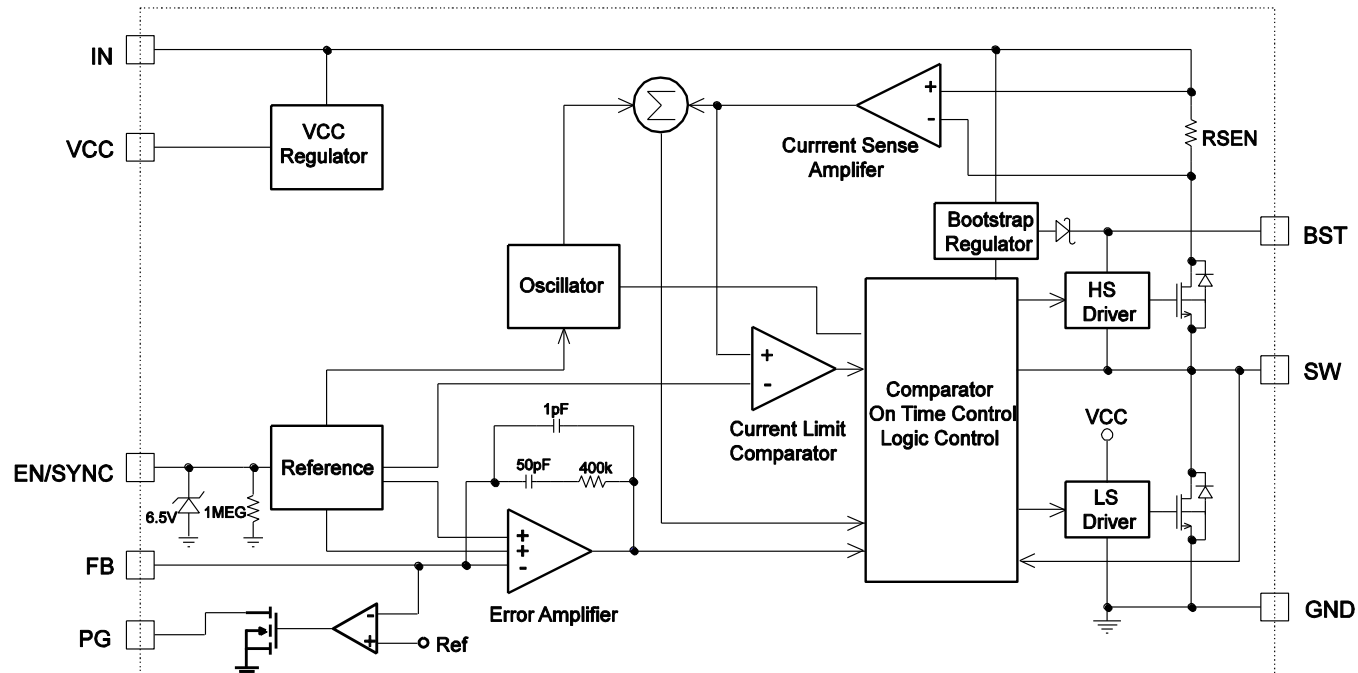 IN
VCC
VCC
Regulator
Σ
+
-
Currrent Sense
Amplifer
RSEN
Bootstrap
Regulator
BST
Oscillator
HS
Driver
SW
+
-
Current Limit
Comparator
Comparator
On Time Control
Logic Control
VCC
LS
Driver
1pF
50pF
400k
EN/SYNC
Reference
6.5V
1MEG
+
+
-
Error Amplifier
FB
GND
PG
-
+
Ref